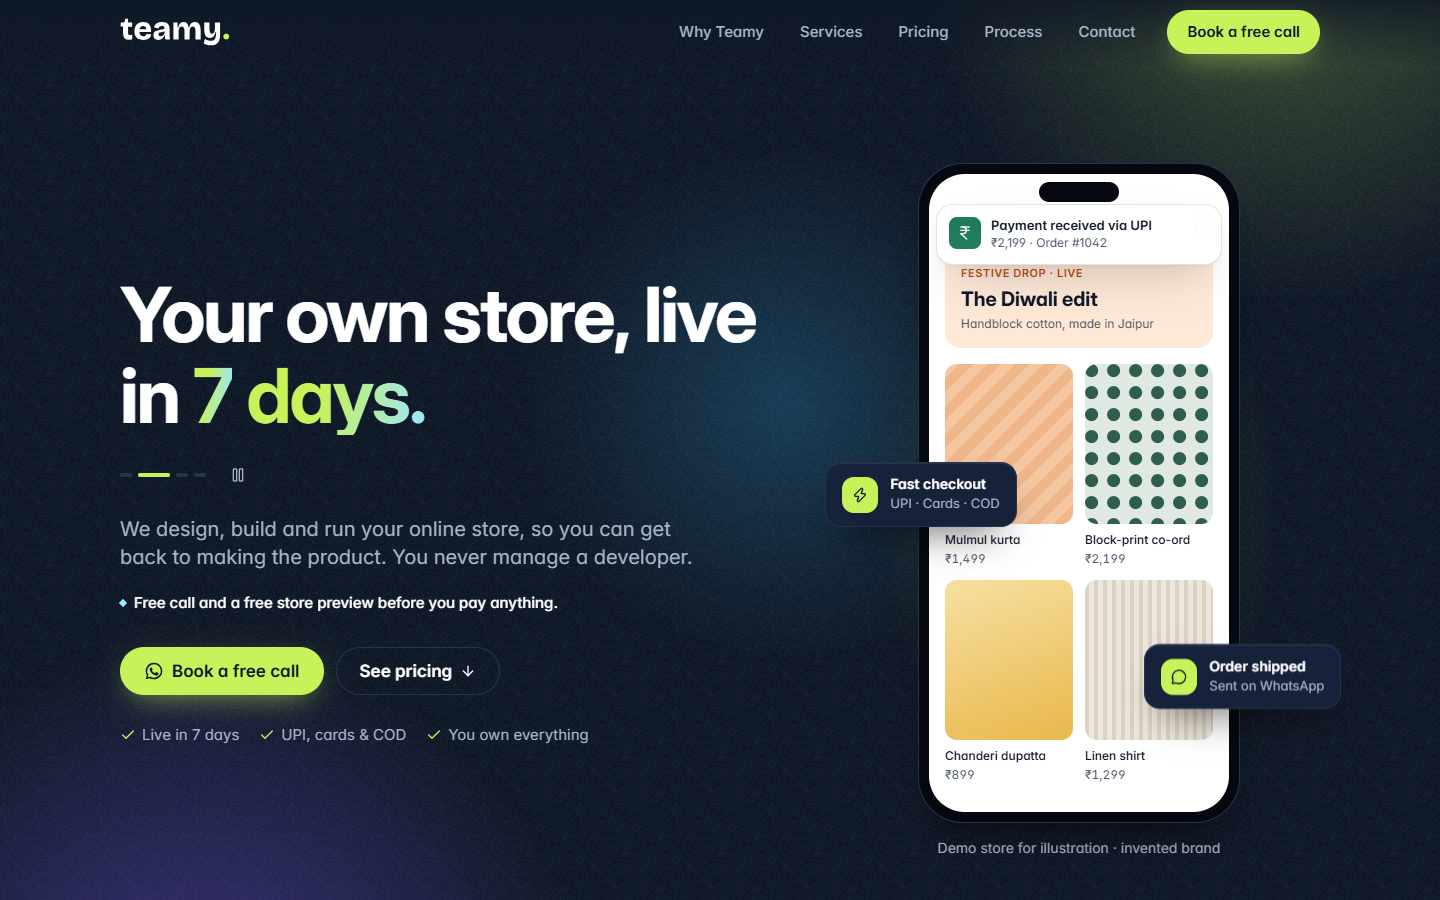 teamy.
Why Teamy
Services
Pricing
Process
Contact
Book a free call
Your own store, live
in 7 days.
We design, build and run your online store, so you can get
back to making the product. You never manage a developer.
Free call and a free store preview before you pay anything.
Book a free call
See pricing ↓
Live in 7 days
UPI, cards & COD
You own everything
₹
Payment received via UPI
₹2,199 · Order #1042
FESTIVE DROP · LIVE
The Diwali edit
Handblock cotton, made in Jaipur
Fast checkout
UPI · Cards · COD
Mulmul kurta
₹1,499
Block-print co-ord
₹2,199
Order shipped
Sent on WhatsApp
Chanderi dupatta
₹899
Linen shirt
₹1,299
Demo store for illustration · invented brand